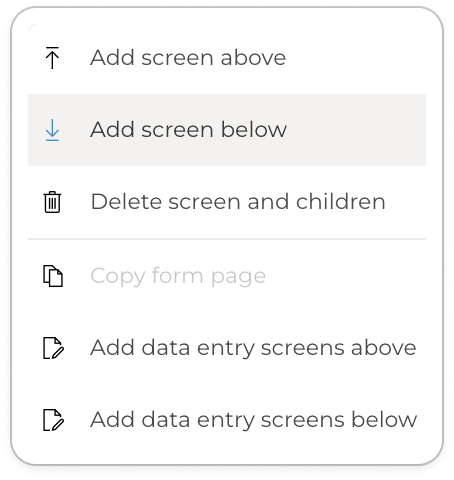 Add screen above
Add screen below
Delete screen and children
Copy form page
Add data entry screens above
Add data entry screens below